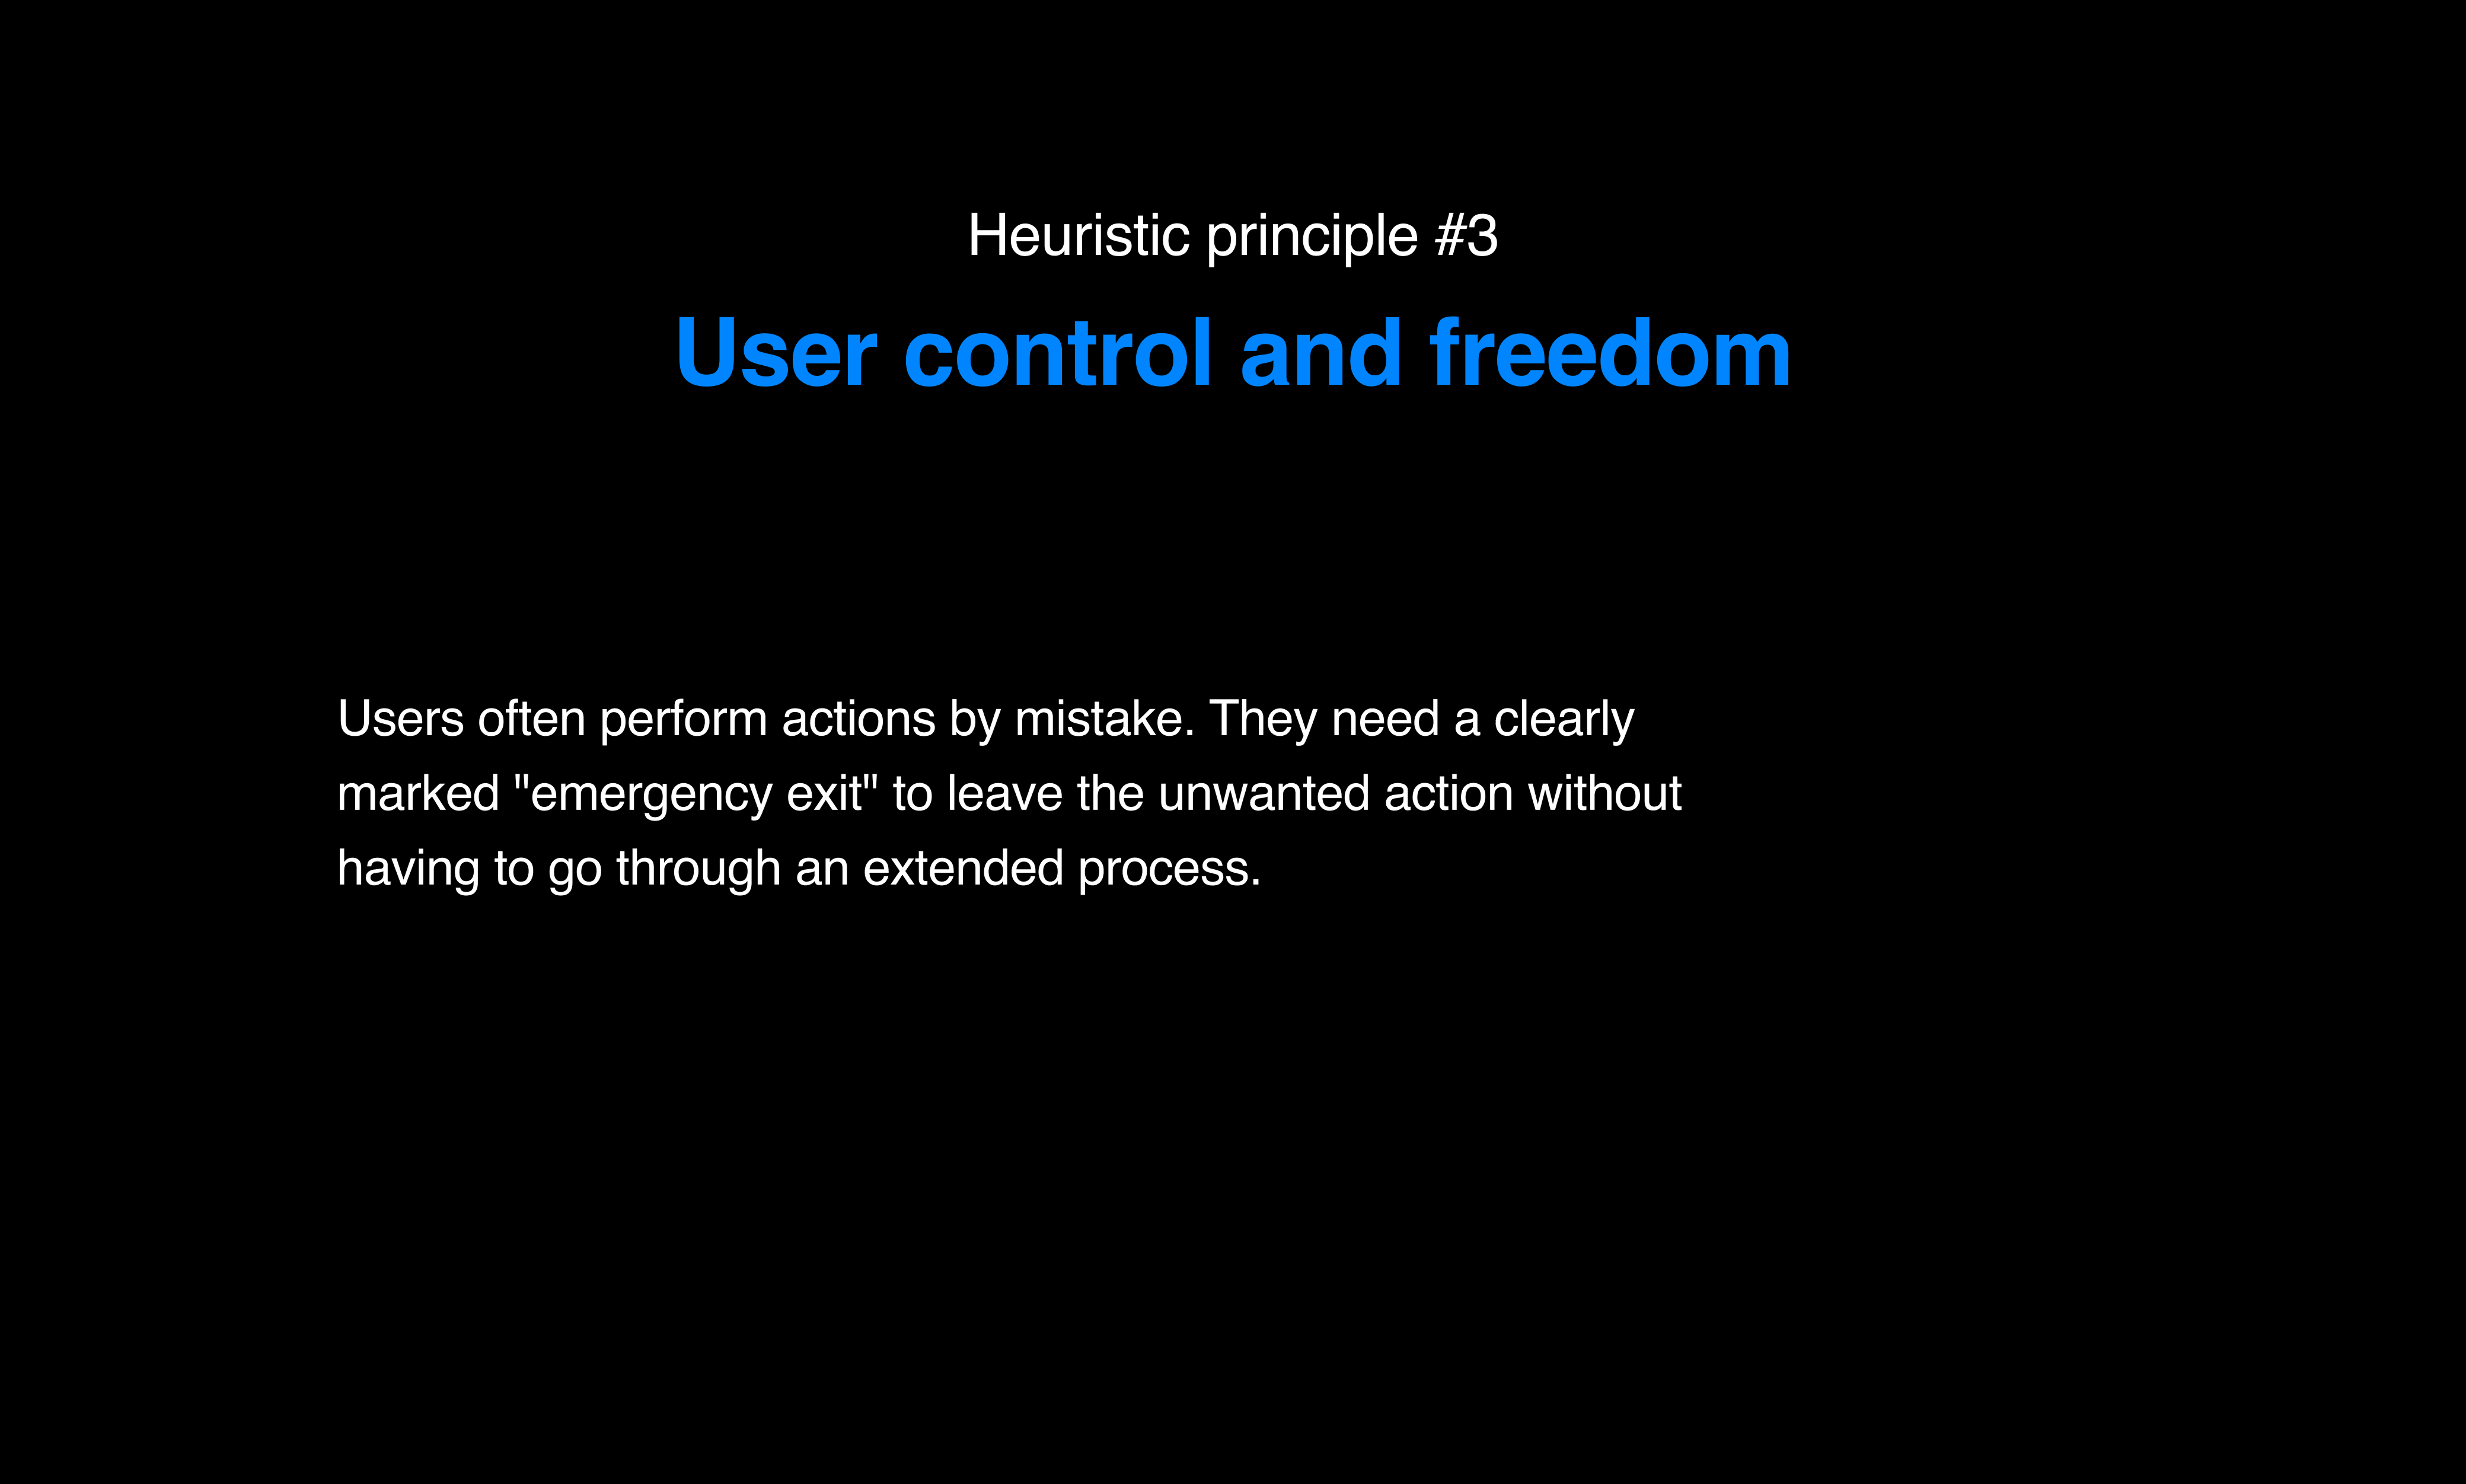 Heuristic principle #3
User control and freedom
Users often perform actions by mistake. They need a clearly
marked "emergency exit" to leave the unwanted action without
having to go through an extended process.